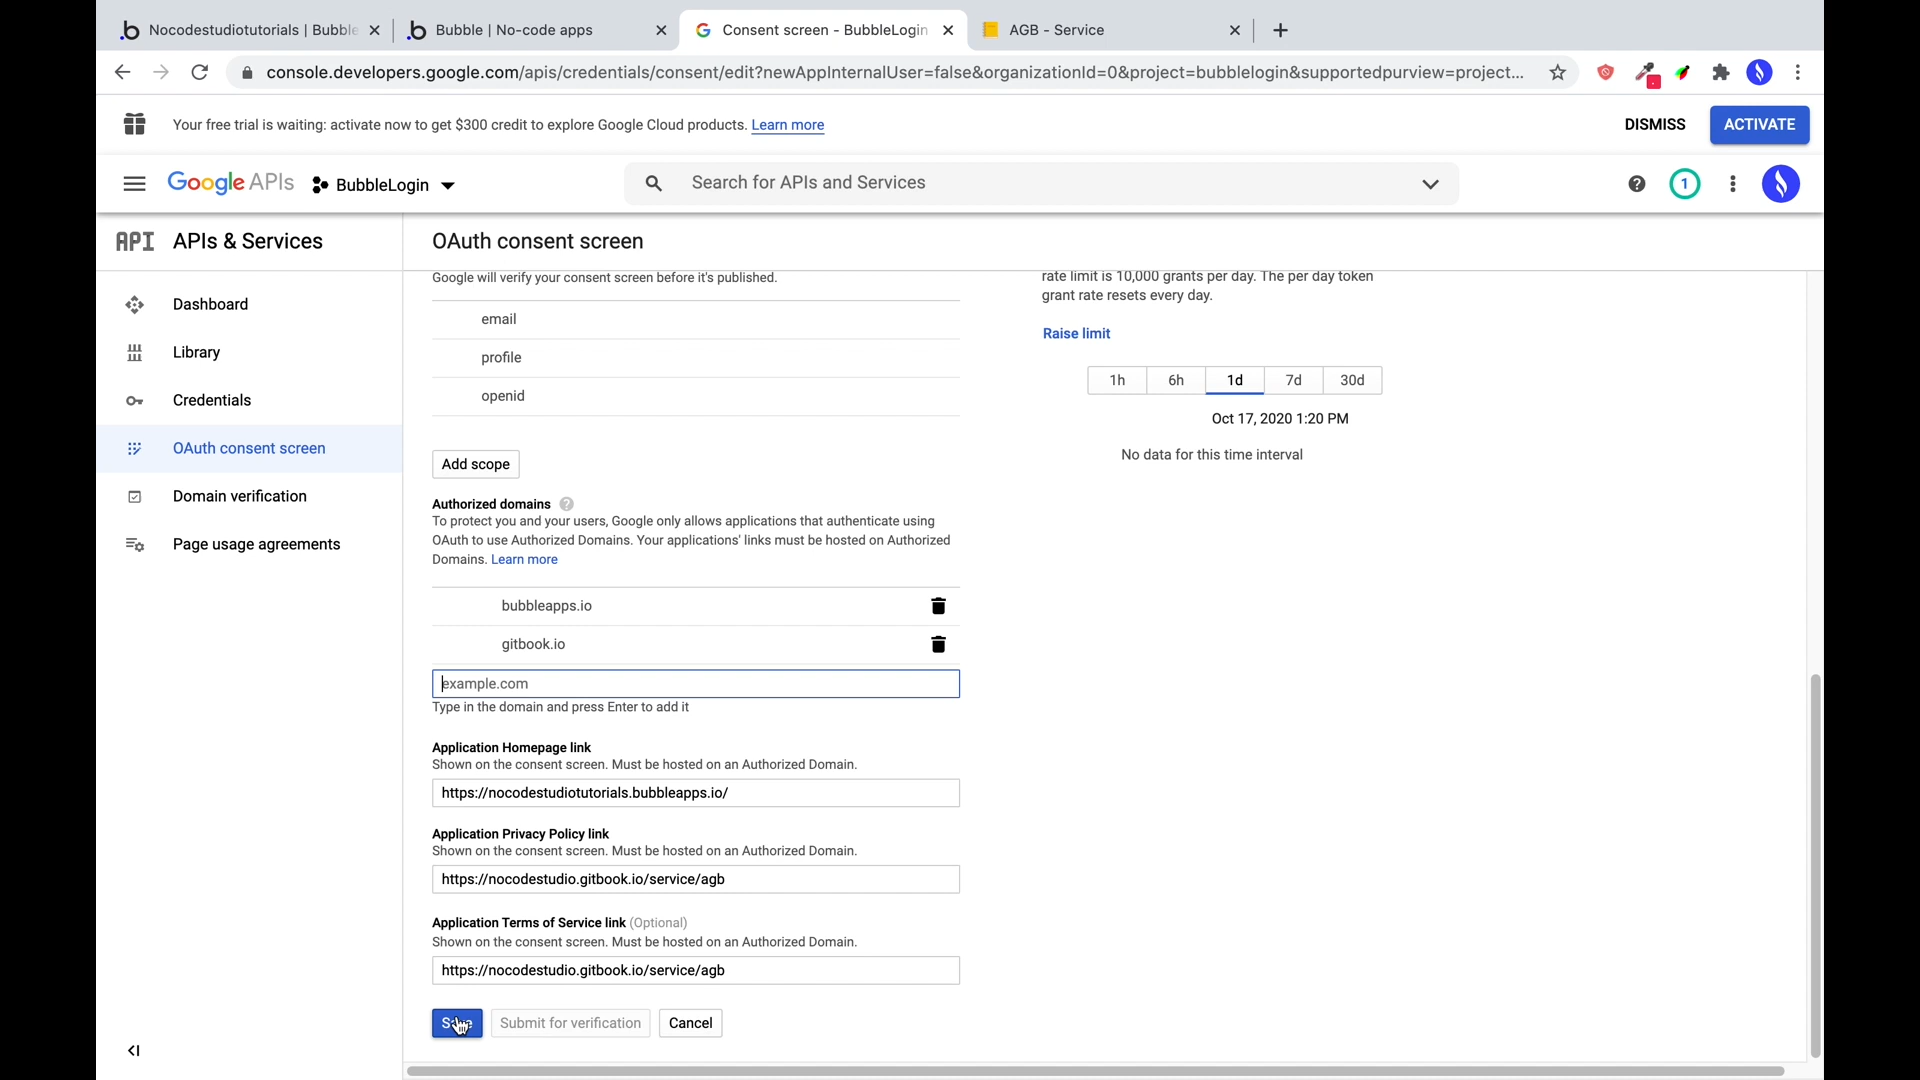 Nocodestudiotutorials | Bubble
Bubble | No-code apps
Consent screen - BubbleLogin
AGB - Service
console.developers.google.com/apis/credentials/consent/edit?newAppInternalUser=false&organizationId=0&project=bubblelogin&supportedpurview=project...
Your free trial is waiting: activate now to get $300 credit to explore Google Cloud products. Learn more
DISMISS
ACTIVATE
Google APIs
BubbleLogin
Search for APIs and Services
1
API APIs & Services
OAuth consent screen
Dashboard
Library
Credentials
OAuth consent screen
Domain verification
Page usage agreements
Google will verify your consent screen before it's published.
email
profile
openid
Add scope
Authorized domains
To protect you and your users, Google only allows applications that authenticate using
OAuth to use Authorized Domains. Your applications' links must be hosted on Authorized
Domains. Learn more
bubbleapps.io
gitbook.io
example.com
Type in the domain and press Enter to add it
Application Homepage link
Shown on the consent screen. Must be hosted on an Authorized Domain.
https://nocodestudiotutorials.bubbleapps.io/
Application Privacy Policy link
Shown on the consent screen. Must be hosted on an Authorized Domain.
https://nocodestudio.gitbook.io/service/agb
Application Terms of Service link (Optional)
Shown on the consent screen. Must be hosted on an Authorized Domain.
https://nocodestudio.gitbook.io/service/agb
Save
Submit for verification
Cancel
rate limit is 10,000 grants per day. The per day token
grant rate resets every day.
Raise limit
1h 6h 1d 7d 30d
Oct 17, 2020 1:20 PM
No data for this time interval